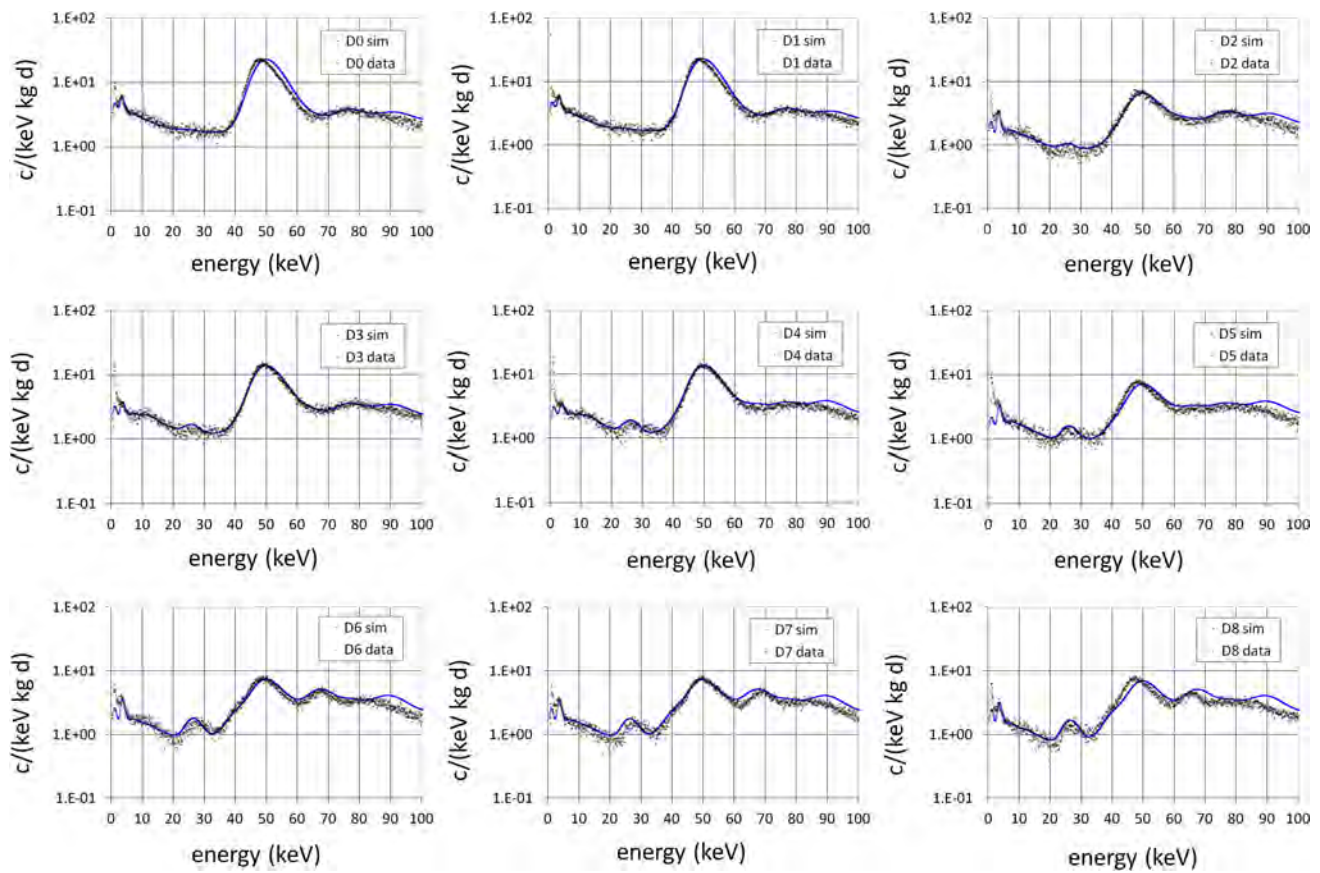 1.E+02
D0 sim
D0 data
1.E+01
1.E+00
1.E-01
c/(keV kg d)
0 10 20 30 40 50 60 70 80 90 100
energy (keV)
1.E+02
D1 sim
D1 data
1.E+01
1.E+00
1.E-01
c/(keV kg d)
0 10 20 30 40 50 60 70 80 90 100
energy (keV)
1.E+02
D2 sim
D2 data
1.E+01
1.E+00
1.E-01
c/(keV kg d)
0 10 20 30 40 50 60 70 80 90 100
energy (keV)
1.E+02
D3 sim
D3 data
1.E+01
1.E+00
1.E-01
c/(keV kg d)
0 10 20 30 40 50 60 70 80 90 100
energy (keV)
1.E+02
D4 sim
D4 data
1.E+01
1.E+00
1.E-01
c/(keV kg d)
0 10 20 30 40 50 60 70 80 90 100
energy (keV)
1.E+02
D5 sim
D5 data
1.E+01
1.E+00
1.E-01
c/(keV kg d)
0 10 20 30 40 50 60 70 80 90 100
energy (keV)
1.E+02
D6 sim
D6 data
1.E+01
1.E+00
1.E-01
c/(keV kg d)
0 10 20 30 40 50 60 70 80 90 100
energy (keV)
1.E+02
D7 sim
D7 data
1.E+01
1.E+00
1.E-01
c/(keV kg d)
0 10 20 30 40 50 60 70 80 90 100
energy (keV)
1.E+02
D8 sim
D8 data
1.E+01
1.E+00
1.E-01
c/(keV kg d)
0 10 20 30 40 50 60 70 80 90 100
energy (keV)